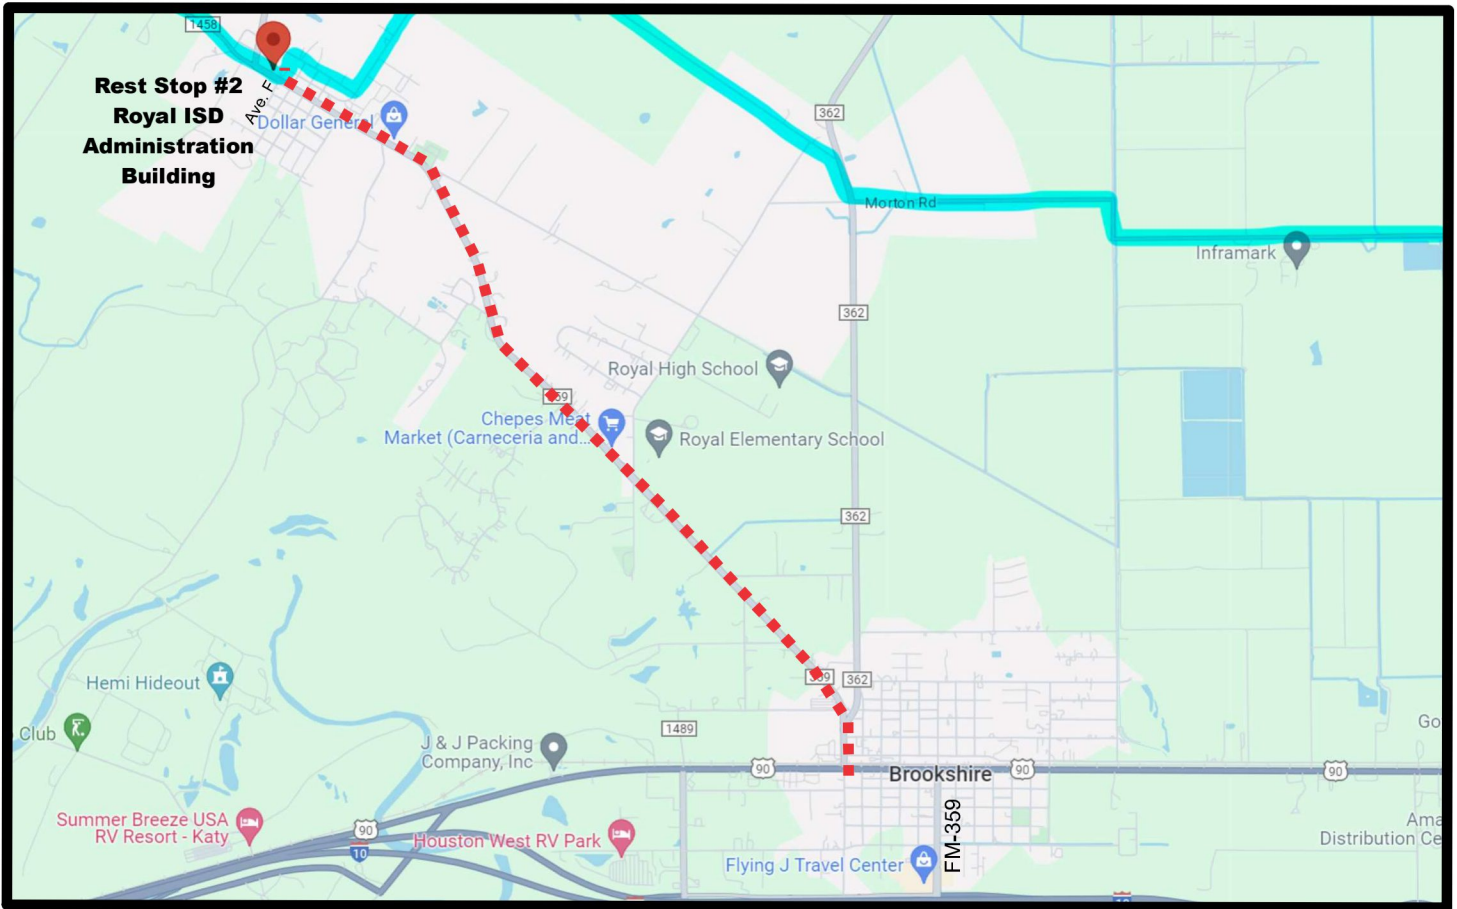 1458
Rest Stop #2
Royal ISD
Administration
Building
Ave. F
Dollar General
362
Morton Rd
Inframark
362
Royal High School
Chepes Meat
Market (Carneceria and...
Royal Elementary School
362
359
362
Hemi Hideout
Club
1489
J & J Packing
Company, Inc
90
Brookshire
90
90
Go
Summer Breeze USA
RV Resort - Katy
90
10
Houston West RV Park
Flying J Travel Center
FM-359
Ama
Distribution Ce